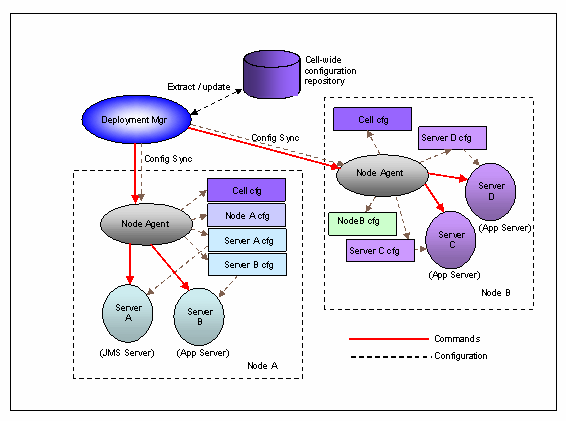 Cell-wide
configuration
repository
Extract / update
Deployment Mgr
Config Sync
Config Sync
Cell cfg
Server D cfg
Node Agent
Server
D
(App Server)
NodeB cfg
Server C cfg
Server
C
(App Server)
Node B
Cell cfg
Node A cfg
Server A cfg
Server B cfg
Node Agent
Server
A
(JMS Server)
Server
B
(App Server)
Node A
Commands
Configuration